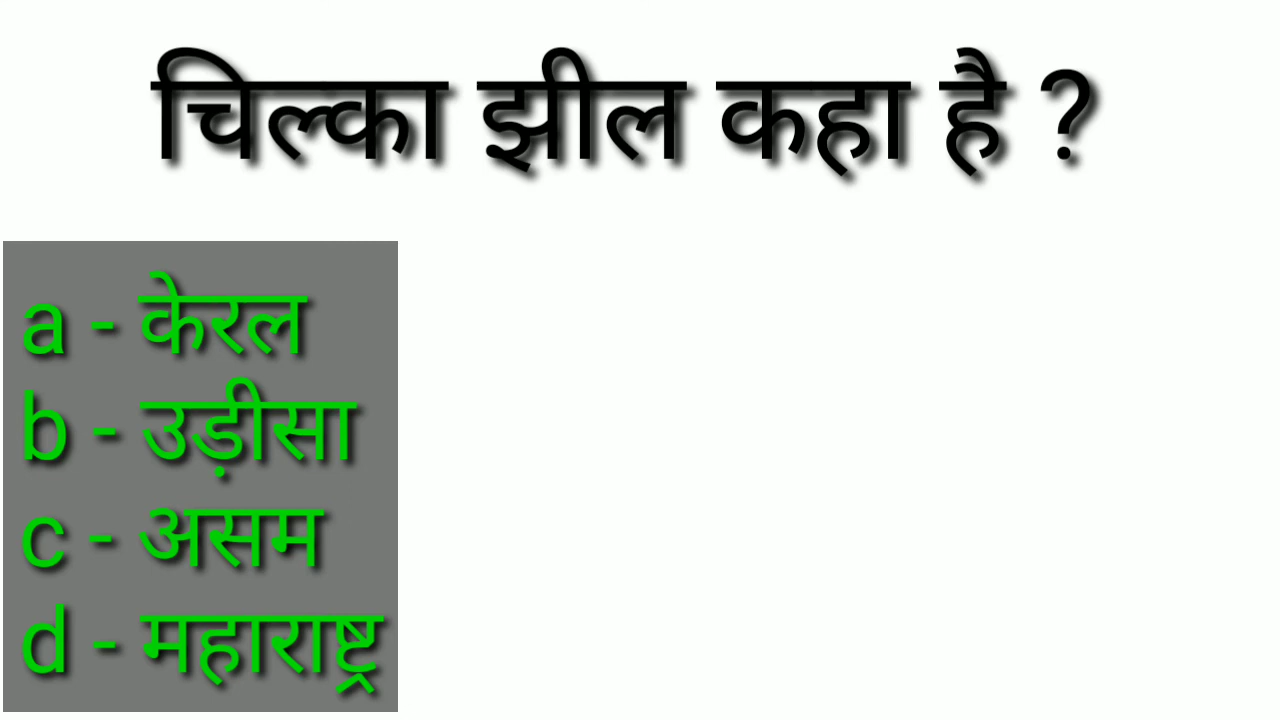 चिल्का झील कहा है ?
a - केरल
b - उड़ीसा
c - असम
d - महाराष्ट्र